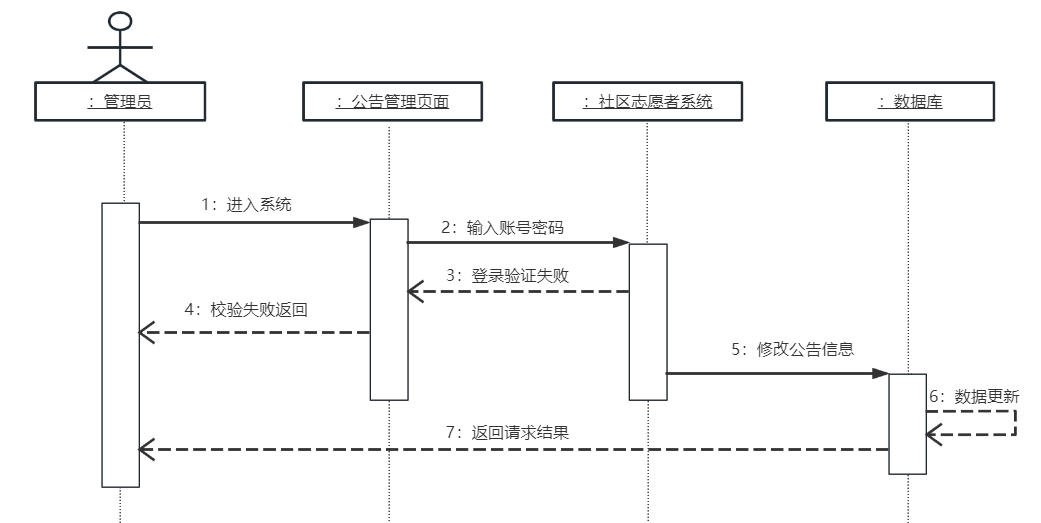 ：管理员
：公告管理页面
：社区志愿者系统
：数据库
1：进入系统
2：输入账号密码
3：登录验证失败
4：校验失败返回
5：修改公告信息
6：数据更新
7：返回请求结果